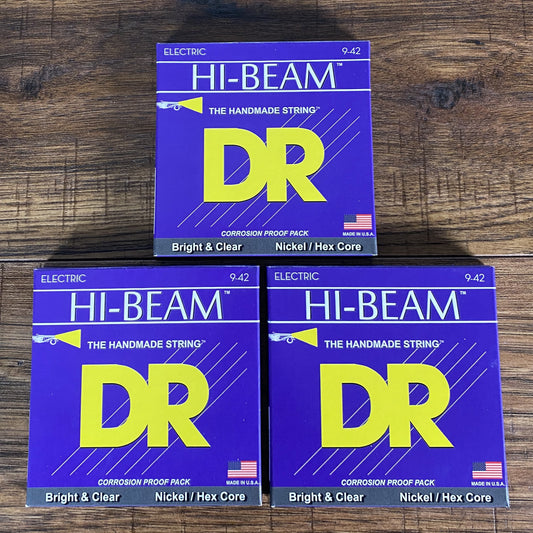 ELECTRIC 9-42
HI-BEAM™
THE HANDMADE STRING™
DR
MADE IN U.S.A.
CORROSION PROOF PACK
Bright & Clear Nickel / Hex Core
ELECTRIC 9-42
HI-BEAM™
THE HANDMADE STRING™
DR
CORROSION PROOF PACK
MADE IN U.S.A.
Bright & Clear Nickel / Hex Core
ELECTRIC 9-42
HI-BEAM™
THE HANDMADE STRING™
DR
CORROSION PROOF PACK
MADE IN U.S.A.
Bright & Clear Nickel / Hex Core